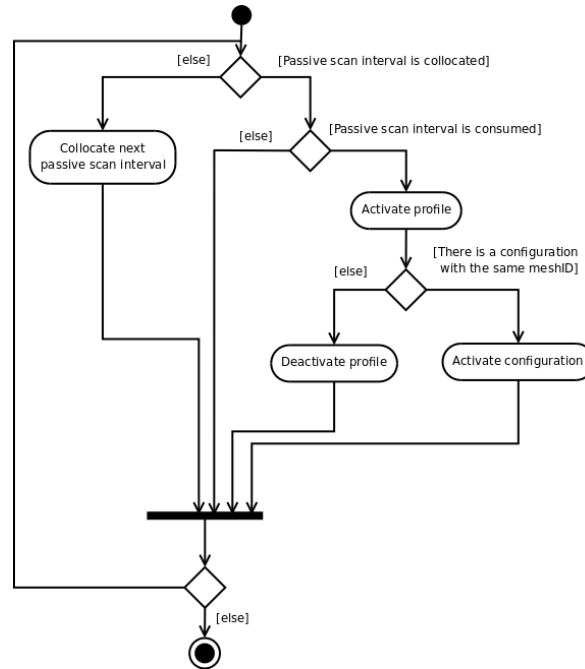 [else]
[Passive scan interval is collocated]
[else]
[Passive scan interval is consumed]
Collocate next
passive scan interval
Activate profile
[else]
[There is a configuration
with the same meshID]
Deactivate profile
Activate configuration
[else]